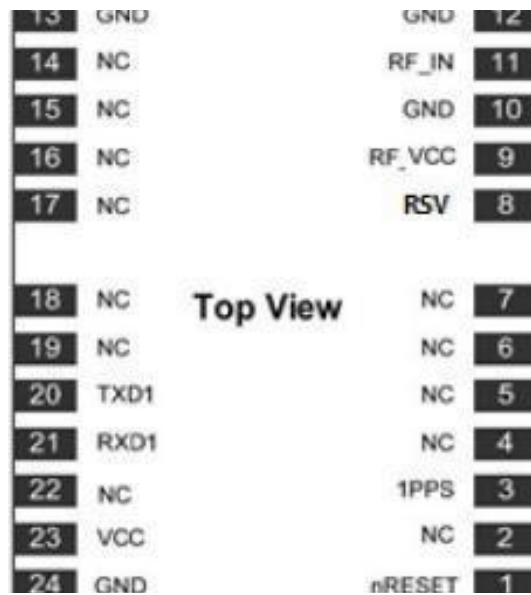 13 GND GND 12
14 NC RF_IN 11
15 NC GND 10
16 NC RF_VCC 9
17 NC RSV 8
18 NC Top View NC 7
19 NC NC 6
20 TXD1 NC 5
21 RXD1 NC 4
22 NC 1PPS 3
23 VCC NC 2
24 GND nRESET 1